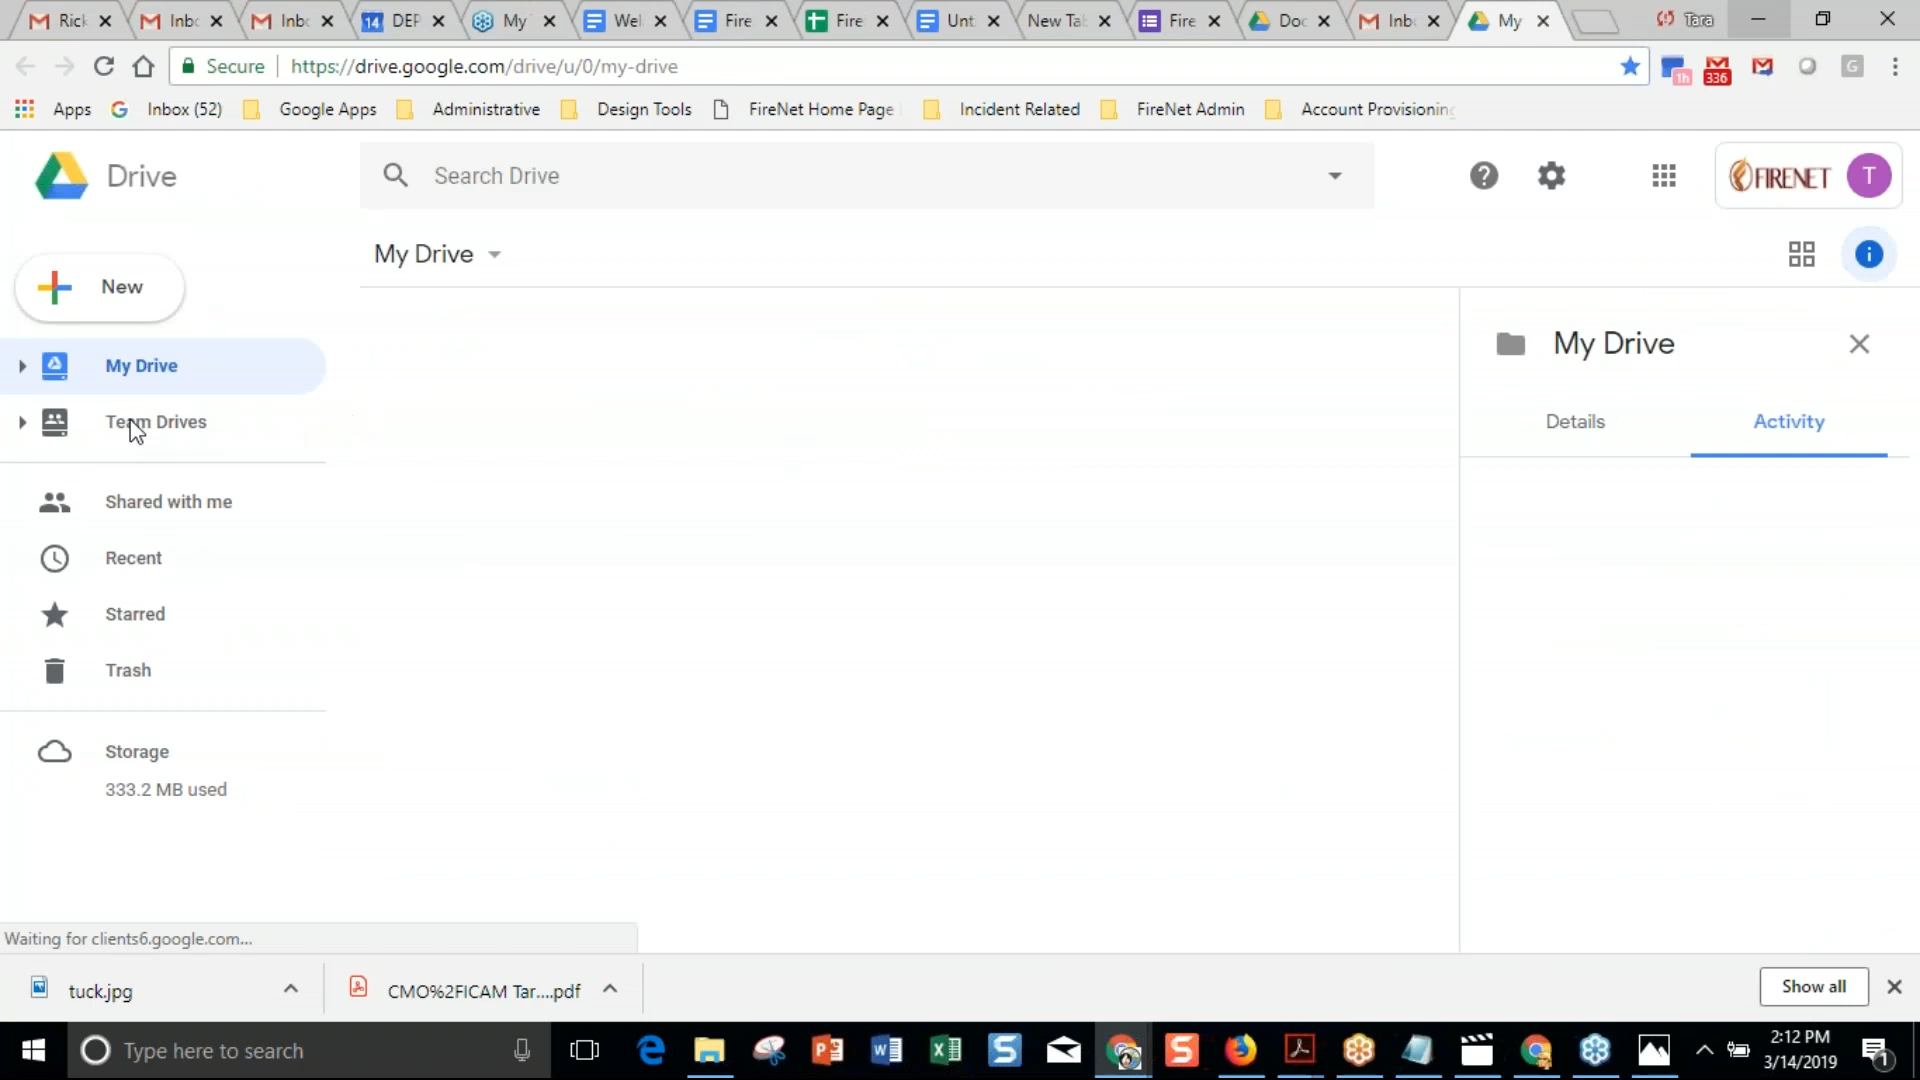 Rick Inbo Inbo 14 DEP My Wel Fire Fire Unt New Tab Fire Doc Inb My Tara
Secure https://drive.google.com/drive/u/0/my-drive 1h 336 G
Apps Inbox (52) Google Apps Administrative Design Tools FireNet Home Page Incident Related FireNet Admin Account Provisioning
Drive Search Drive FIRENET T
My Drive
New
My Drive
Team Drives
Shared with me
Recent
Starred
Trash
Storage
333.2 MB used
My Drive
Details Activity
Waiting for clients6.google.com...
tuck.jpg CMO%2FICAM Tar....pdf Show all
Type here to search 2:12 PM
3/14/2019 1